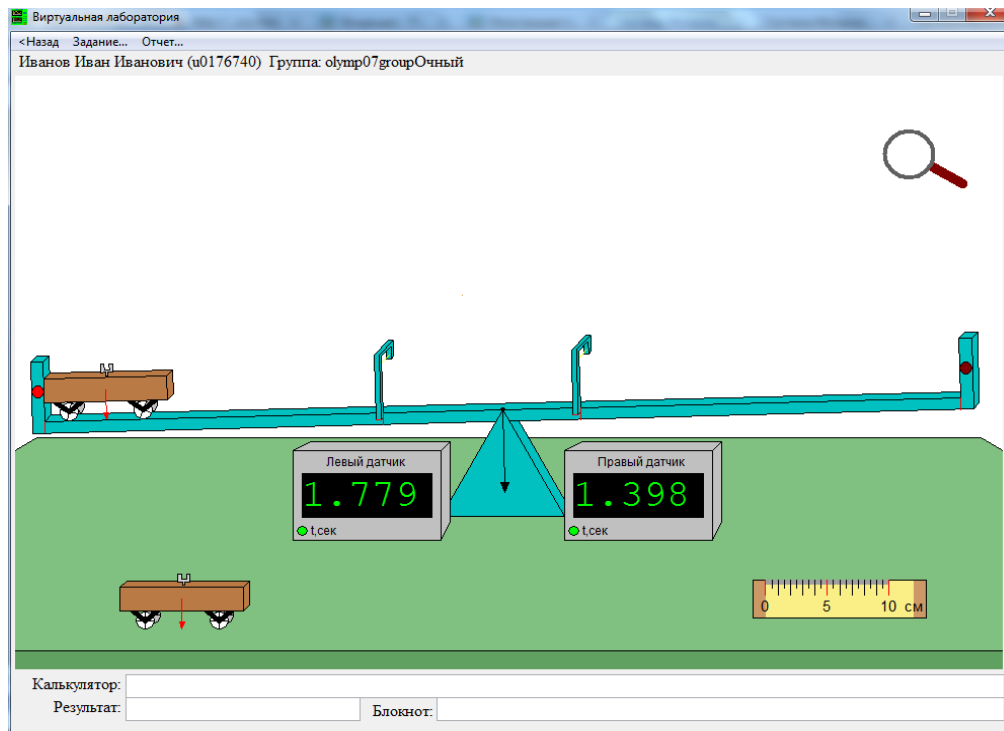 Виртуальная лаборатория
<Назад Задание... Отчет...
Иванов Иван Иванович (u0176740) Группа: olymp07groupОчный
Левый датчик
1.779
t,сек
Правый датчик
1.398
t,сек
0 5 10 см
Калькулятор:
Результат: Блокнот: